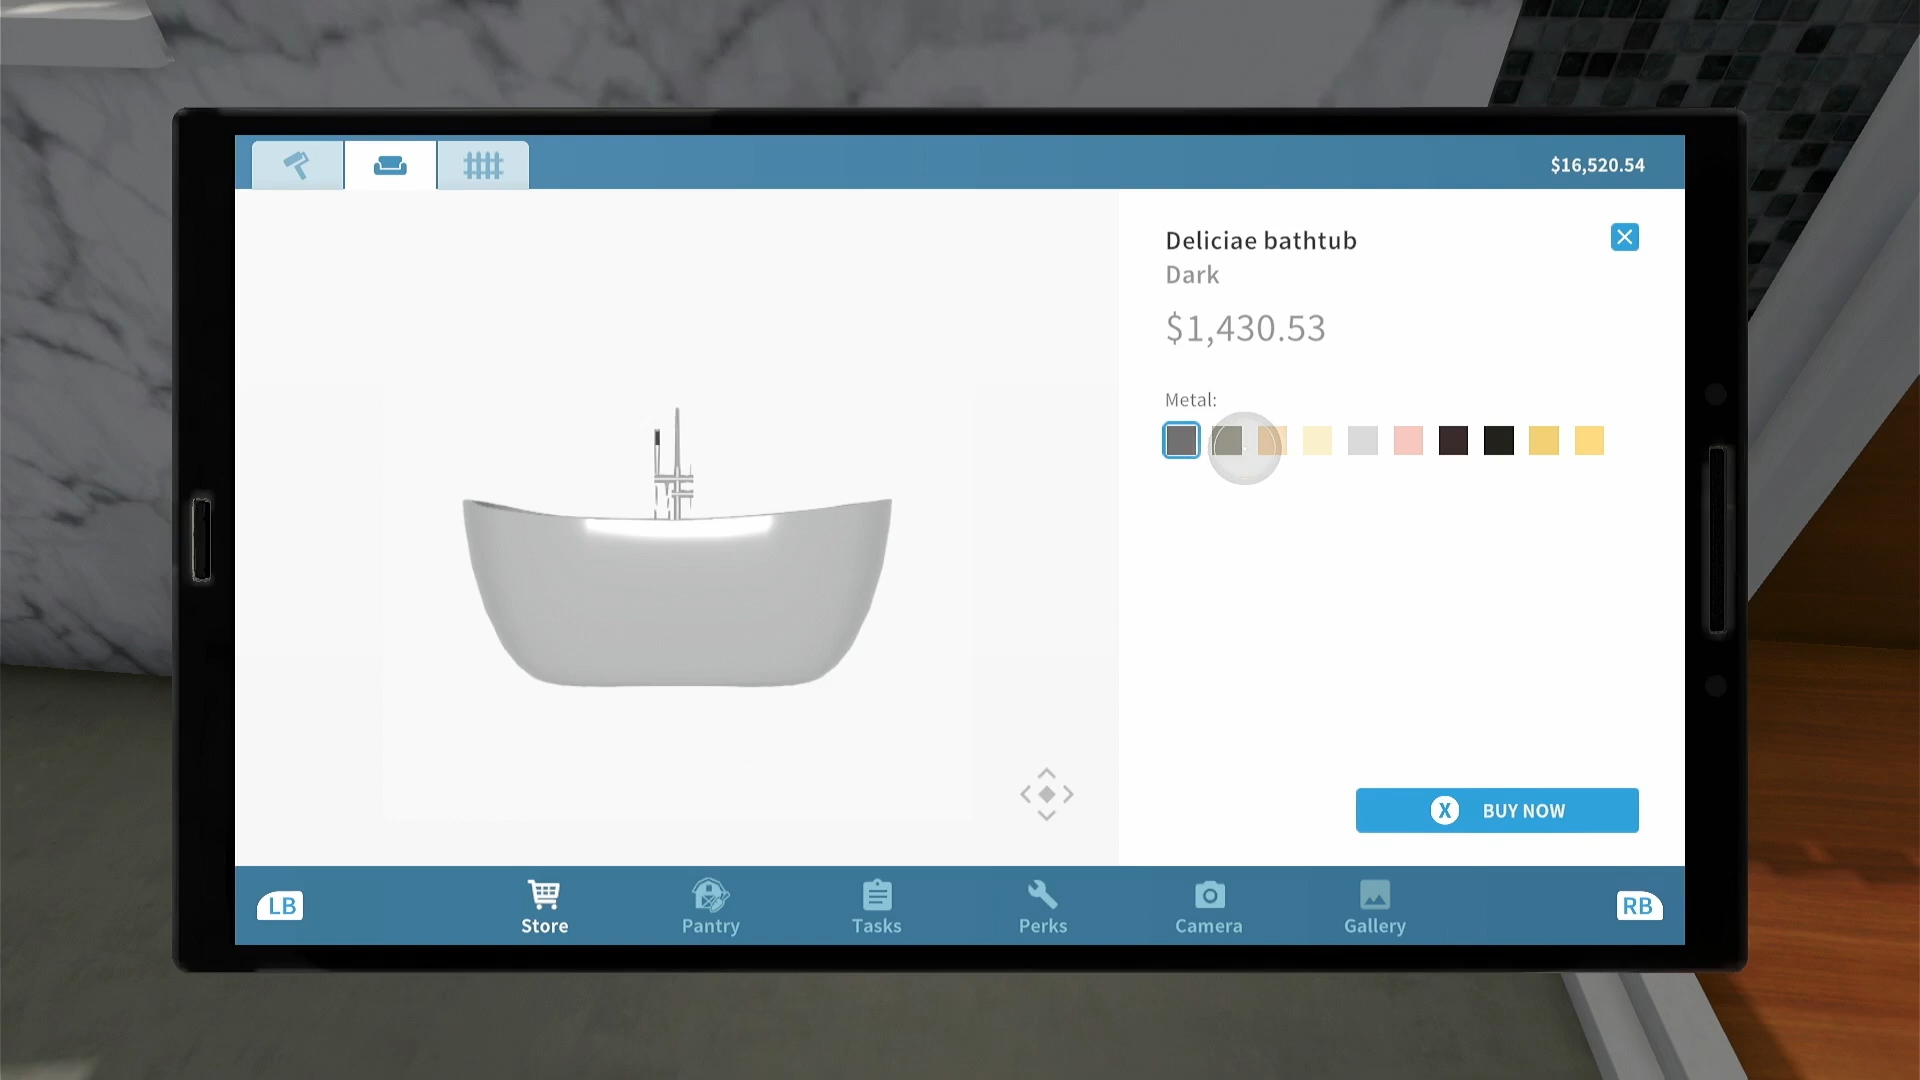 $16,520.54
Deliciae bathtub
Dark
$1,430.53
Metal:
X BUY NOW
LB
Store
Pantry
Tasks
Perks
Camera
Gallery
RB